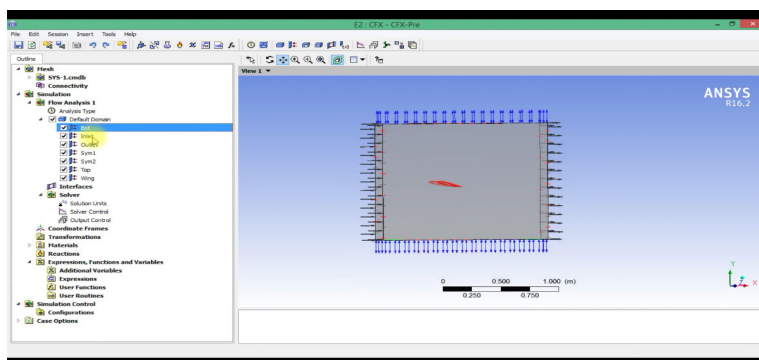 E2 : CFX - CFX-Pre
File Edit Session Insert Tools Help
Outline
Mesh
SYS-1.cmdb
Connectivity
Simulation
Flow Analysis 1
Analysis Type
Default Domain
Bot
Inlet
Outlet
Sym1
Sym2
Top
Wing
Interfaces
Solver
Solution Units
Solver Control
Output Control
Coordinate Frames
Transformations
Materials
Reactions
Expressions, Functions and Variables
Additional Variables
Expressions
User Functions
User Routines
Simulation Control
Configurations
Case Options
View 1
ANSYS
R16.2
0 0.500 1.000 (m)
0.250 0.750
Y
Z X